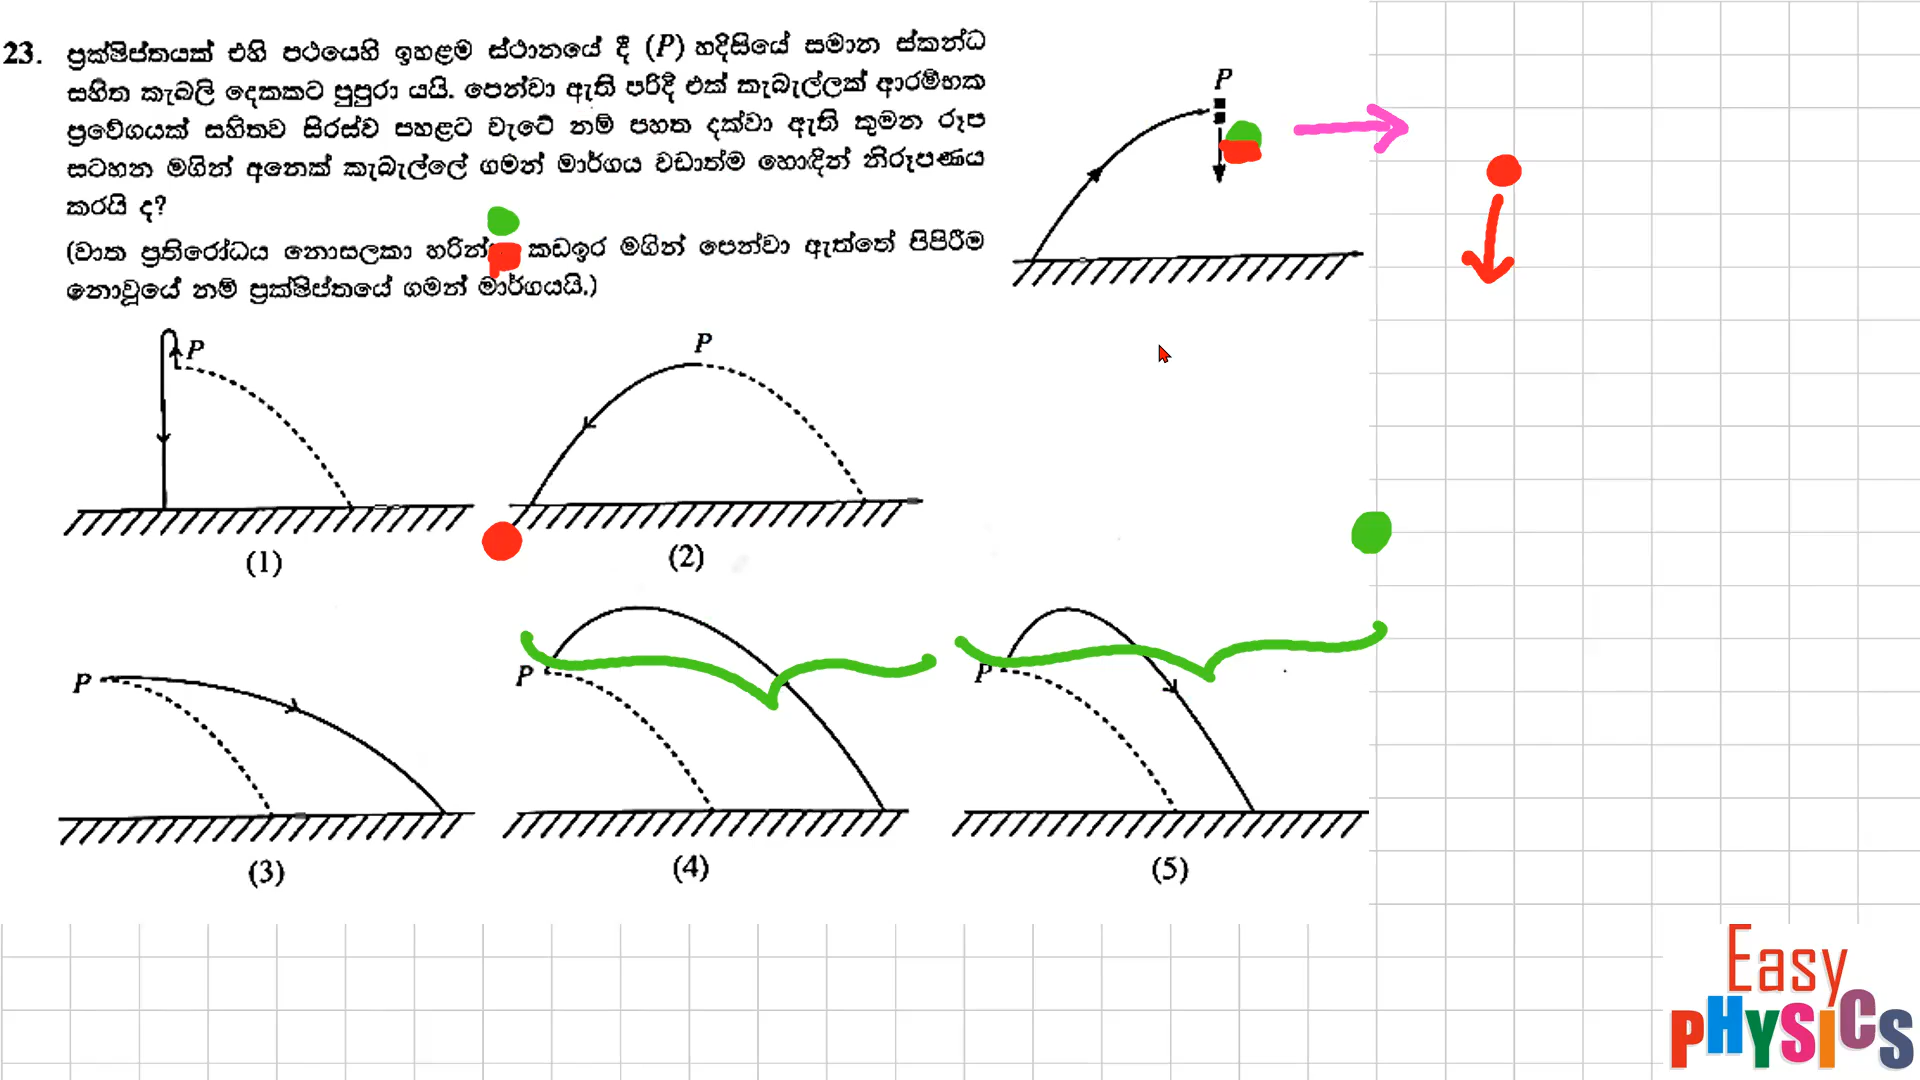 23. ප්‍රක්ෂිප්තයක් එහි පථයෙහි ඉහළම ස්ථානයේ දී (P) හදිසියේ සමාන ස්කන්ධ
සහිත කැබලි දෙකකට පුපුරා යයි. පෙන්වා ඇති පරිදි එක් කැබැල්ලක් ආරම්භක
ප්‍රවේගයක් සහිතව සිරස්ව පහළට වැටේ නම් පහත දක්වා ඇති කුමන රූප
සටහන මගින් අනෙක් කැබැල්ලේ ගමන් මාර්ගය වඩාත්ම හොඳින් නිරූපණය
කරයි ද?
(වාත ප්‍රතිරෝධය නොසලකා හරින්න කඩඉර මගින් පෙන්වා ඇත්තේ පිපිරීම
නොවූයේ නම් ප්‍රක්ෂිප්තයේ ගමන් මාර්ගයයි.)
P
P
P
(1)
(2)
P
P
P
(3)
(4)
(5)
Easy
PHYSICS